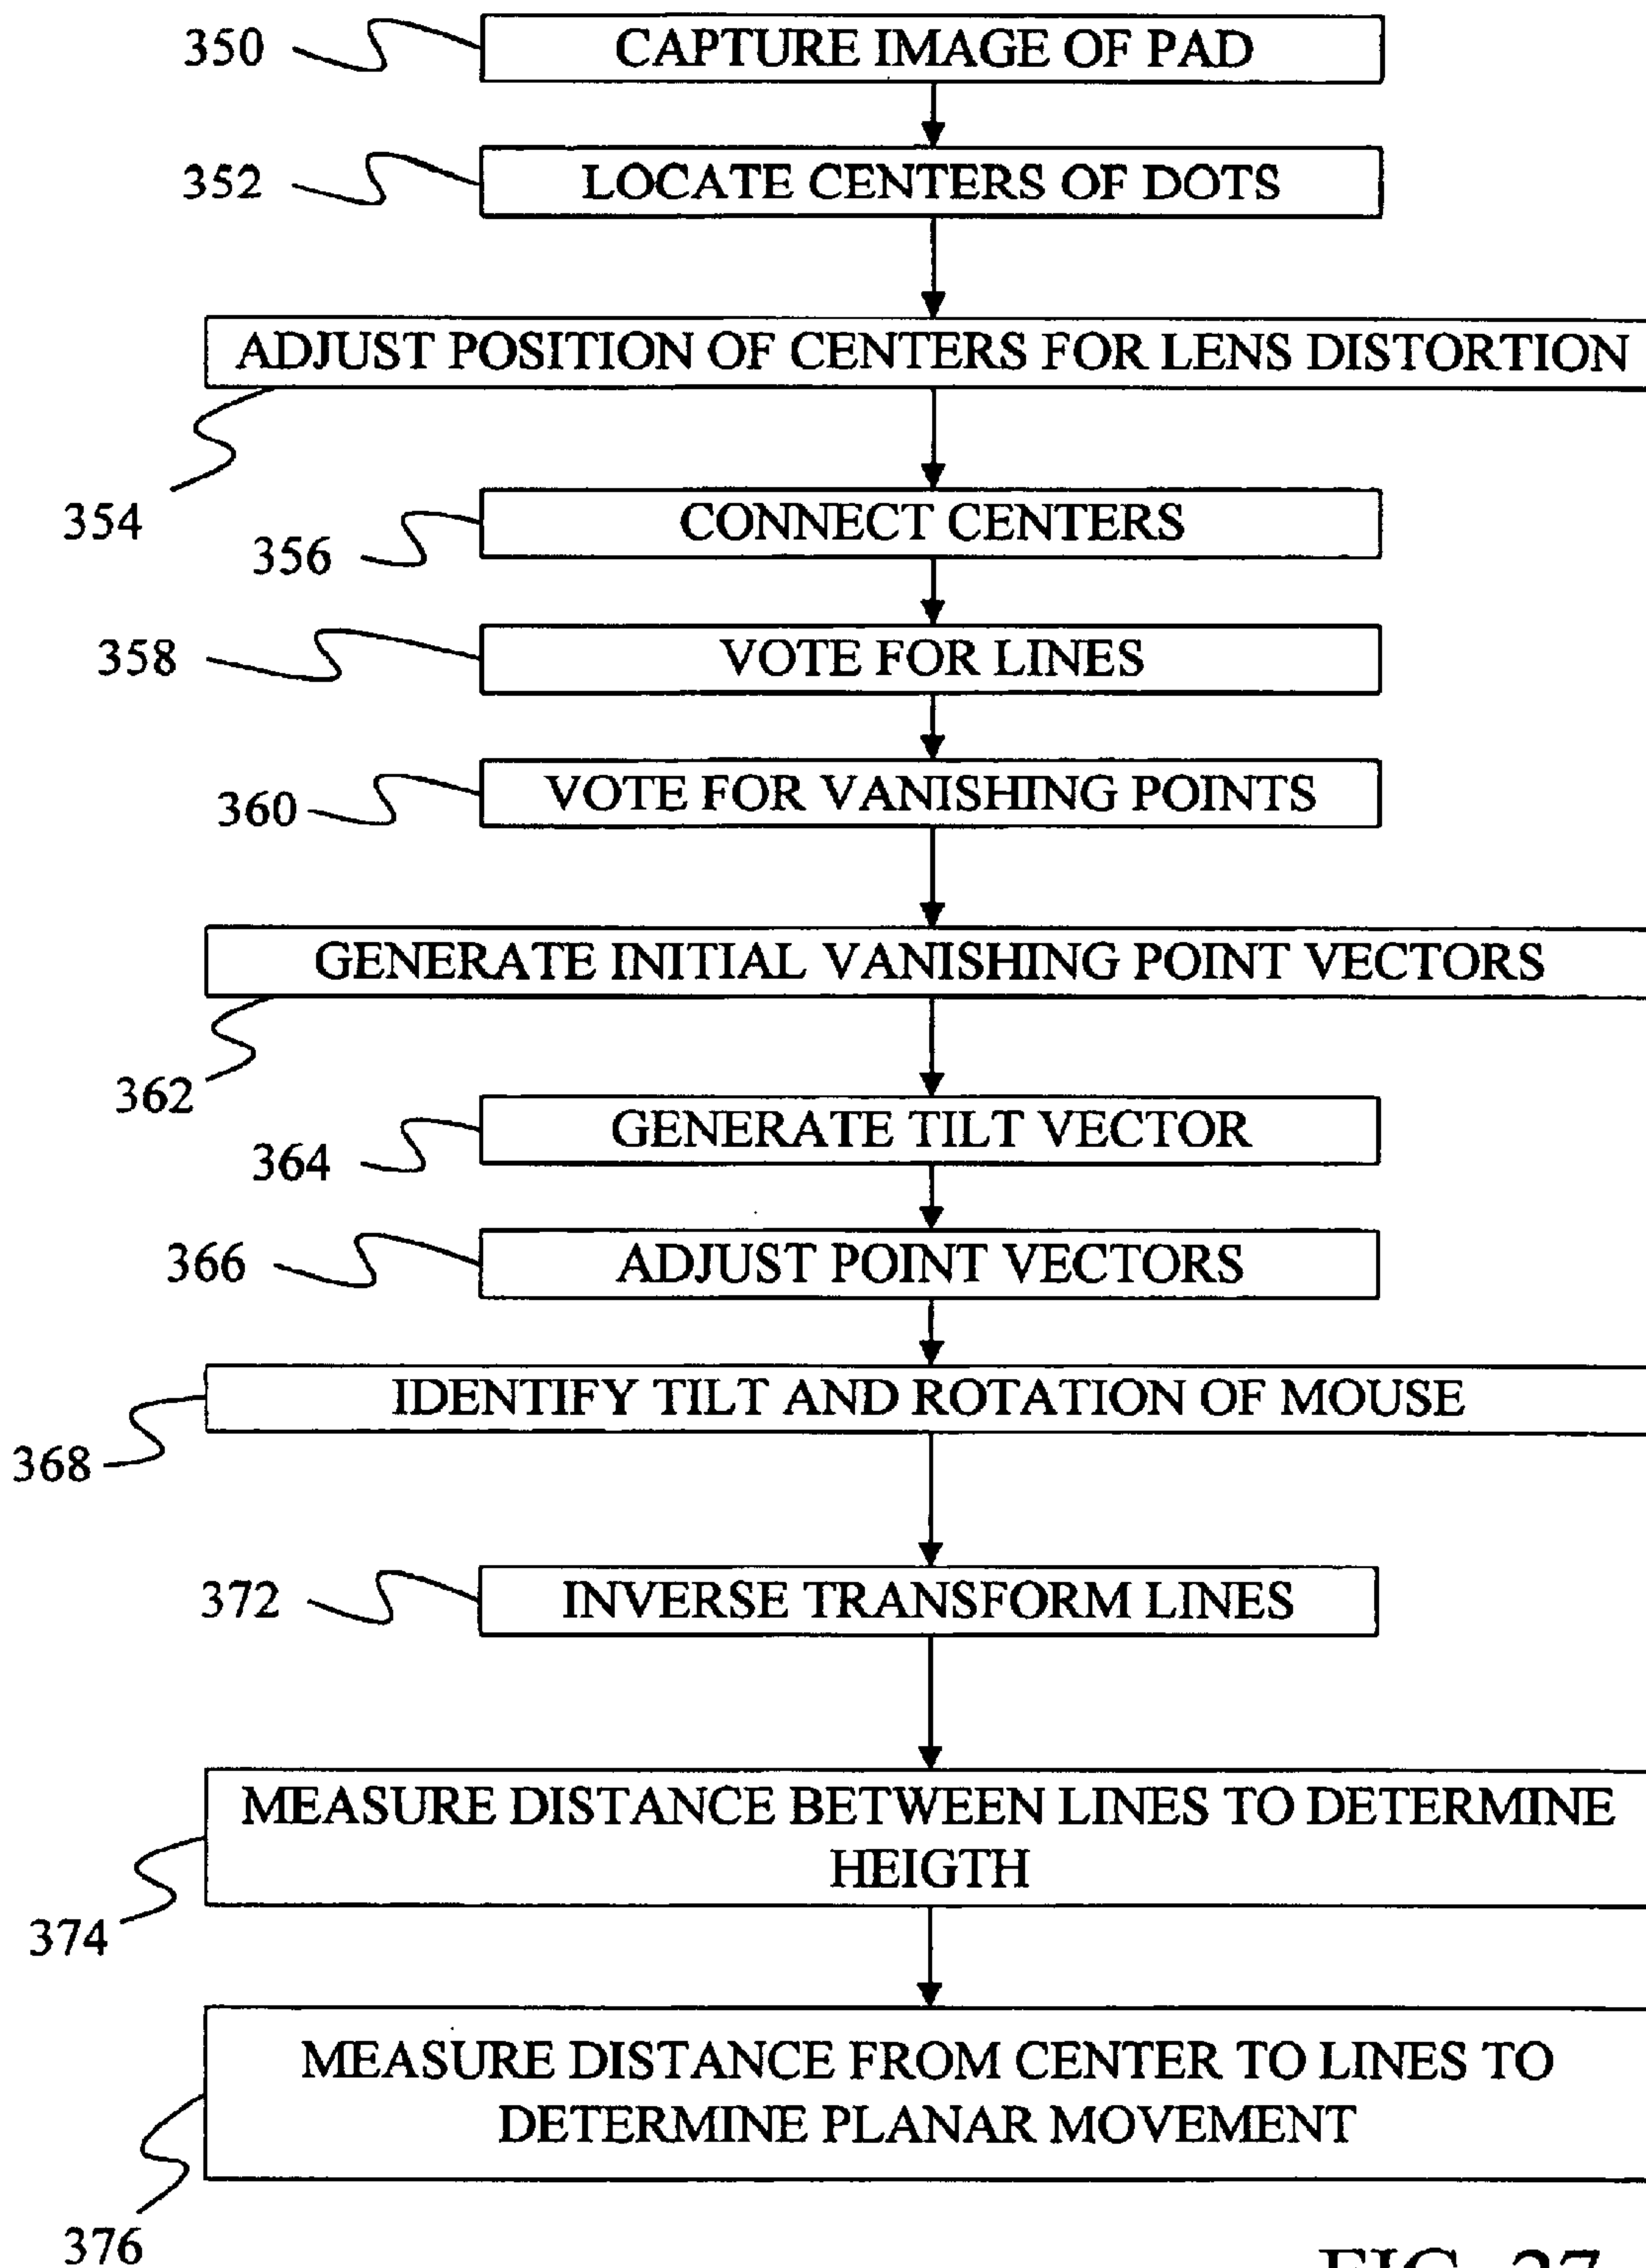 350 CAPTURE IMAGE OF PAD
352 LOCATE CENTERS OF DOTS
ADJUST POSITION OF CENTERS FOR LENS DISTORTION
354
CONNECT CENTERS
356
358 VOTE FOR LINES
360 VOTE FOR VANISHING POINTS
GENERATE INITIAL VANISHING POINT VECTORS
362
GENERATE TILT VECTOR
364
366 ADJUST POINT VECTORS
IDENTIFY TILT AND ROTATION OF MOUSE
368
372 INVERSE TRANSFORM LINES
MEASURE DISTANCE BETWEEN LINES TO DETERMINE
HEIGTH
374
MEASURE DISTANCE FROM CENTER TO LINES TO
DETERMINE PLANAR MOVEMENT
376
FIG. 27